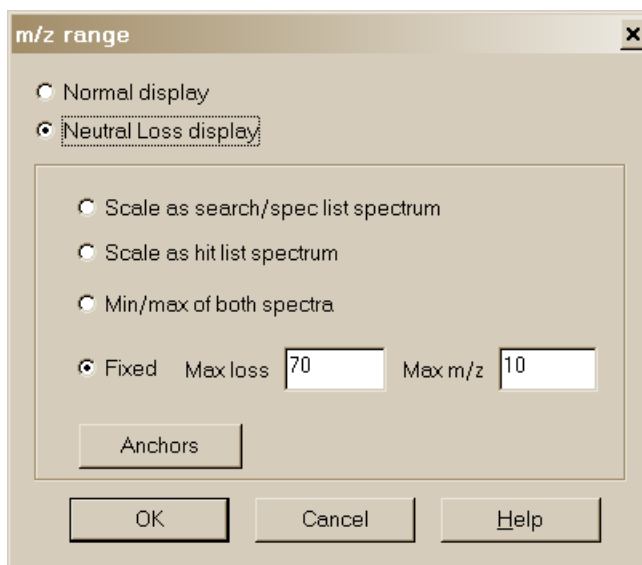 m/z range
Normal display
Neutral Loss display
Scale as search/spec list spectrum
Scale as hit list spectrum
Min/max of both spectra
Fixed Max loss 70 Max m/z 10
Anchors
OK Cancel Help